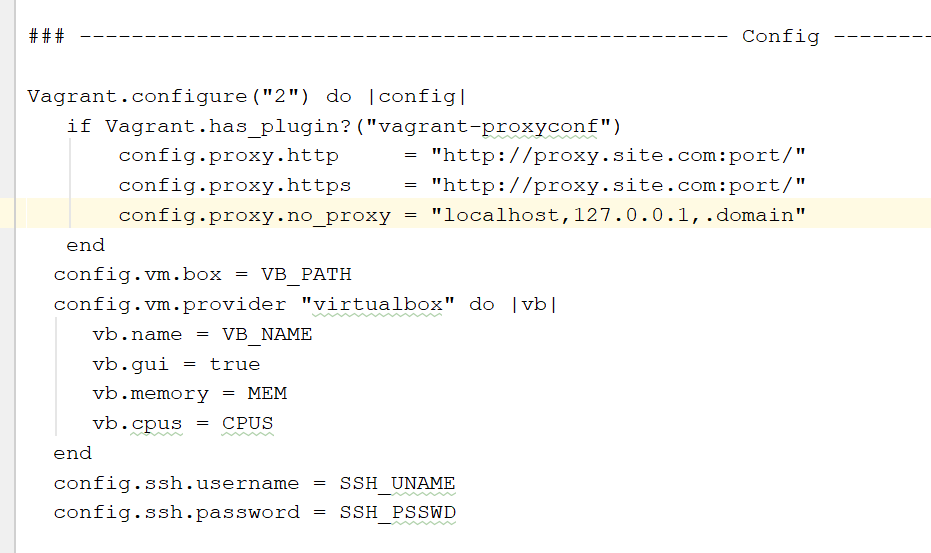 ### -------------------------------------------------- Config --------
Vagrant.configure("2") do |config|
if Vagrant.has_plugin?("vagrant-proxyconf")
config.proxy.http     = "http://proxy.site.com:port/"
config.proxy.https    = "http://proxy.site.com:port/"
config.proxy.no_proxy = "localhost,127.0.0.1,.domain"
end
config.vm.box = VB_PATH
config.vm.provider "virtualbox" do |vb|
vb.name = VB_NAME
vb.gui = true
vb.memory = MEM
vb.cpus = CPUS
end
config.ssh.username = SSH_UNAME
config.ssh.password = SSH_PSSWD